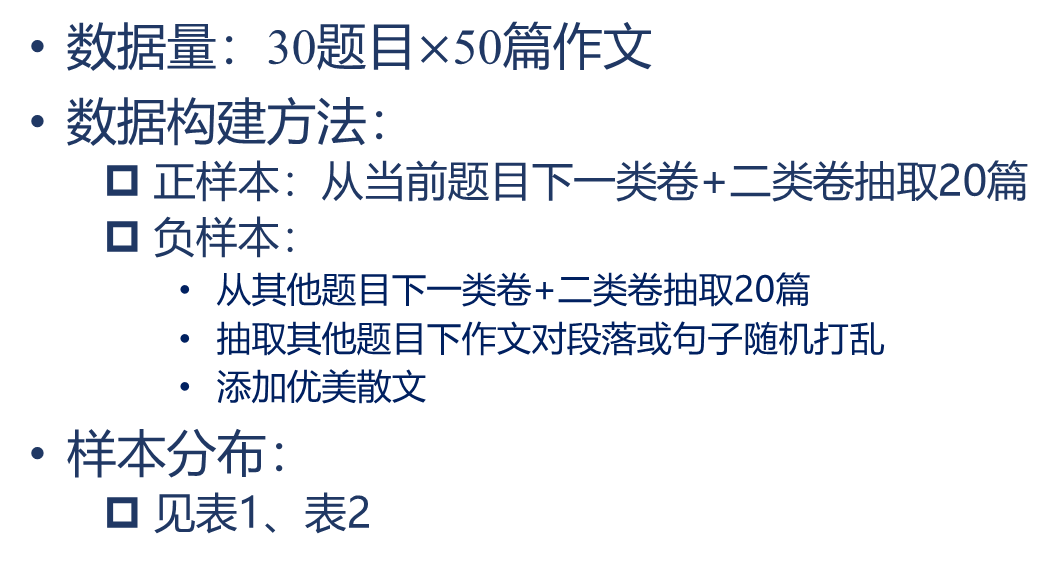 • 数据量：30题目×50篇作文
• 数据构建方法：
正样本：从当前题目下一类卷+二类卷抽取20篇
负样本：
• 从其他题目下一类卷+二类卷抽取20篇
• 抽取其他题目下作文对段落或句子随机打乱
• 添加优美散文
• 样本分布：
见表1、表2